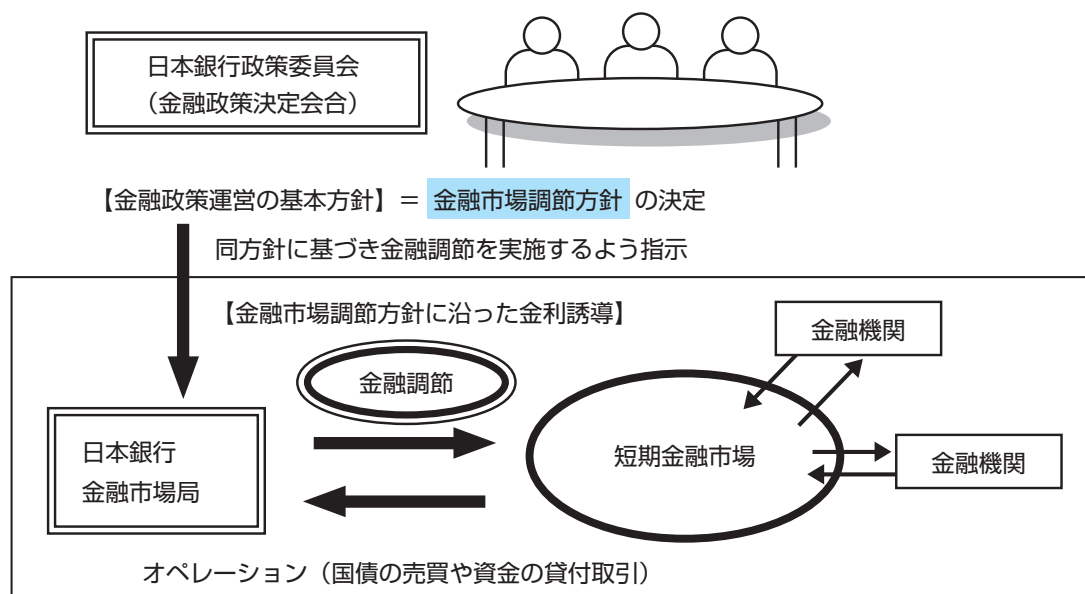 日本銀行政策委員会
（金融政策決定会合）
【金融政策運営の基本方針】＝ 金融市場調節方針 の決定
同方針に基づき金融調節を実施するよう指示
【金融市場調節方針に沿った金利誘導】
金融機関
金融調節
日本銀行
金融市場局
短期金融市場
金融機関
オペレーション（国債の売買や資金の貸付取引）